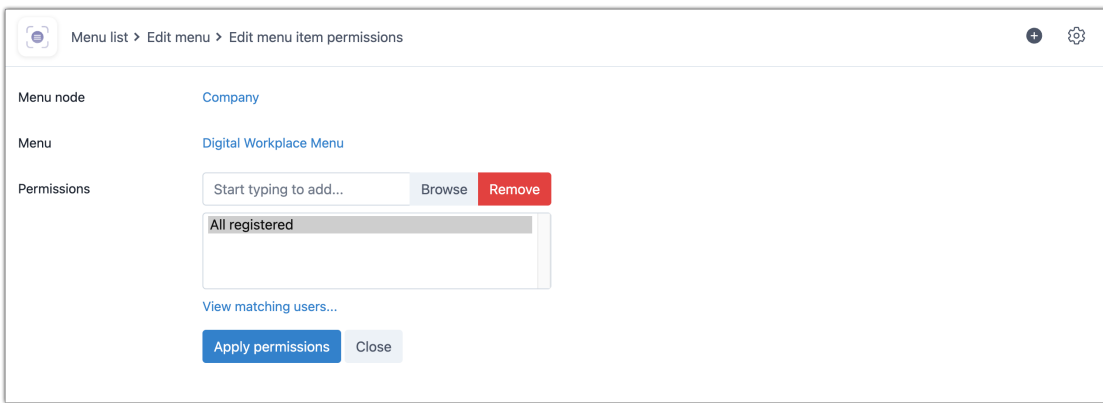 Menu list > Edit menu > Edit menu item permissions
Menu node Company
Menu Digital Workplace Menu
Permissions Start typing to add... Browse Remove
All registered
View matching users...
Apply permissions Close